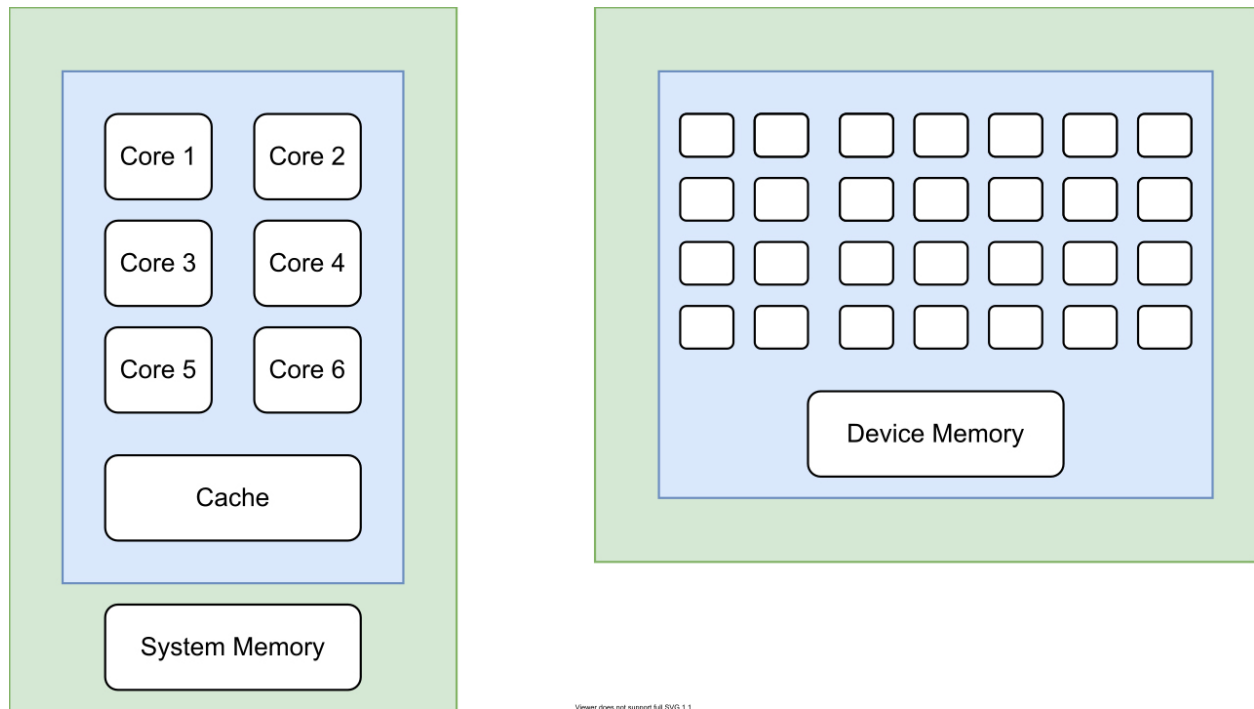 Core 1
Core 2
Core 3
Core 4
Core 5
Core 6
Cache
System Memory
Device Memory
Viewer does not support full SVG 1.1